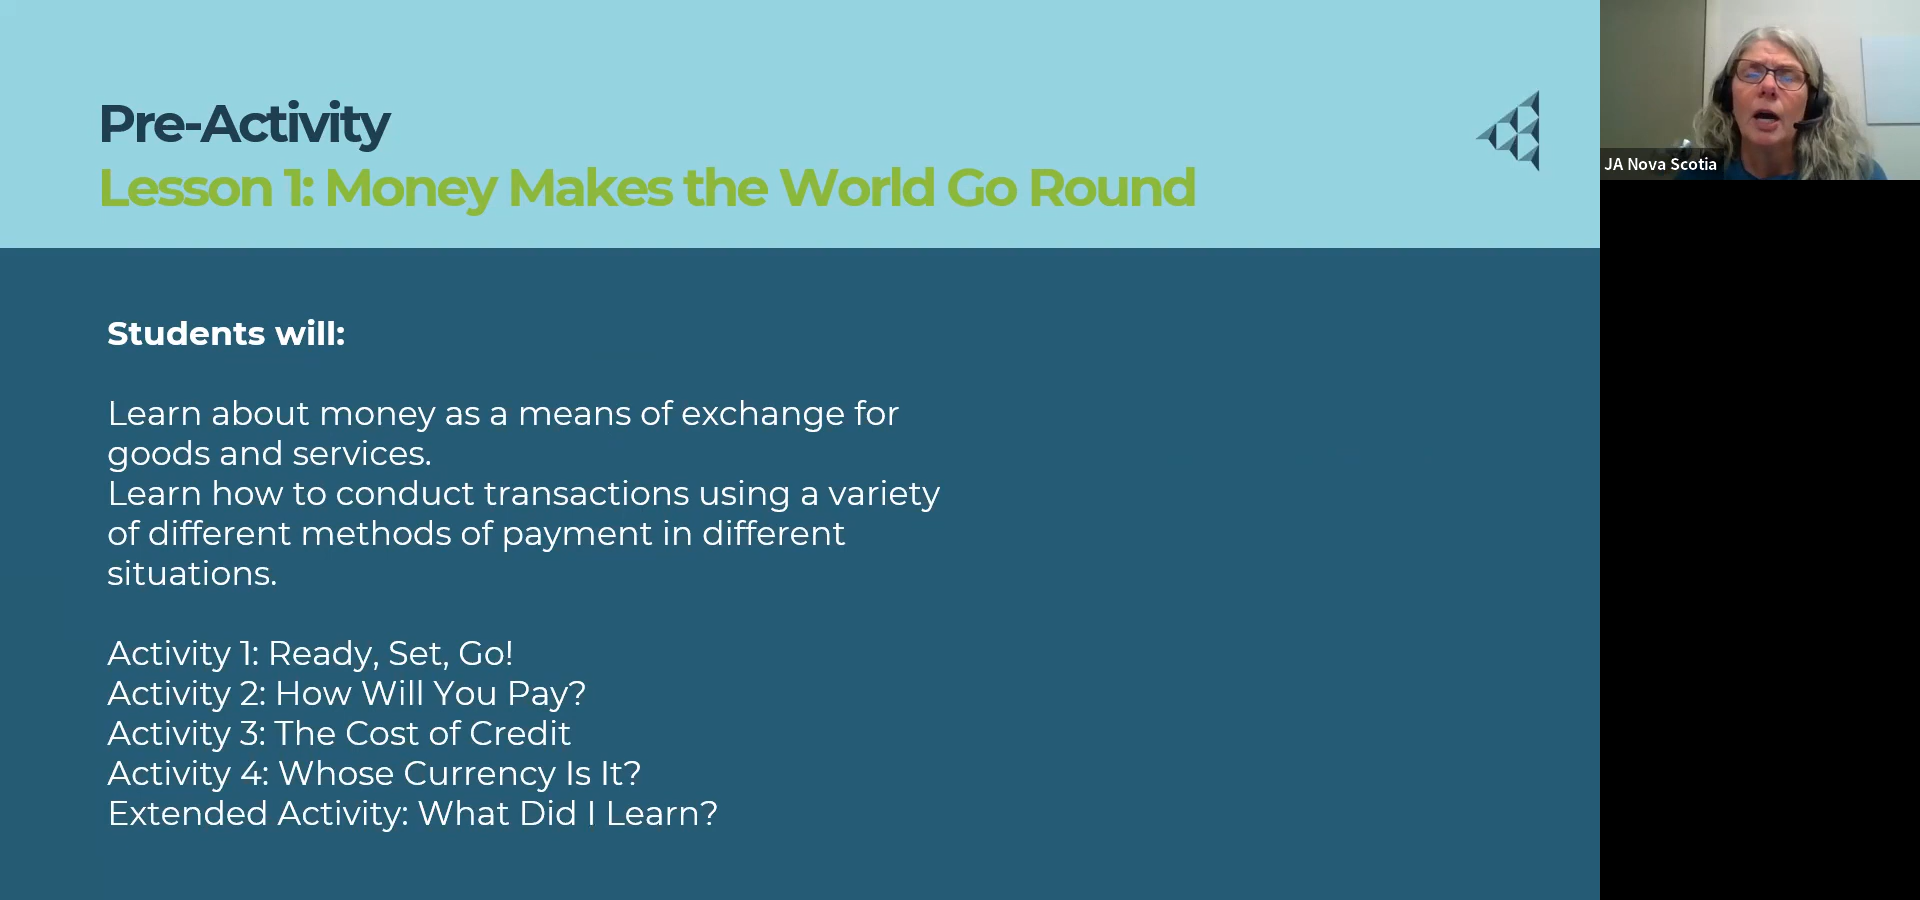 Pre-Activity
Lesson 1: Money Makes the World Go Round
JA Nova Scotia
Students will:
Learn about money as a means of exchange for
goods and services.
Learn how to conduct transactions using a variety
of different methods of payment in different
situations.
Activity 1: Ready, Set, Go!
Activity 2: How Will You Pay?
Activity 3: The Cost of Credit
Activity 4: Whose Currency Is It?
Extended Activity: What Did I Learn?